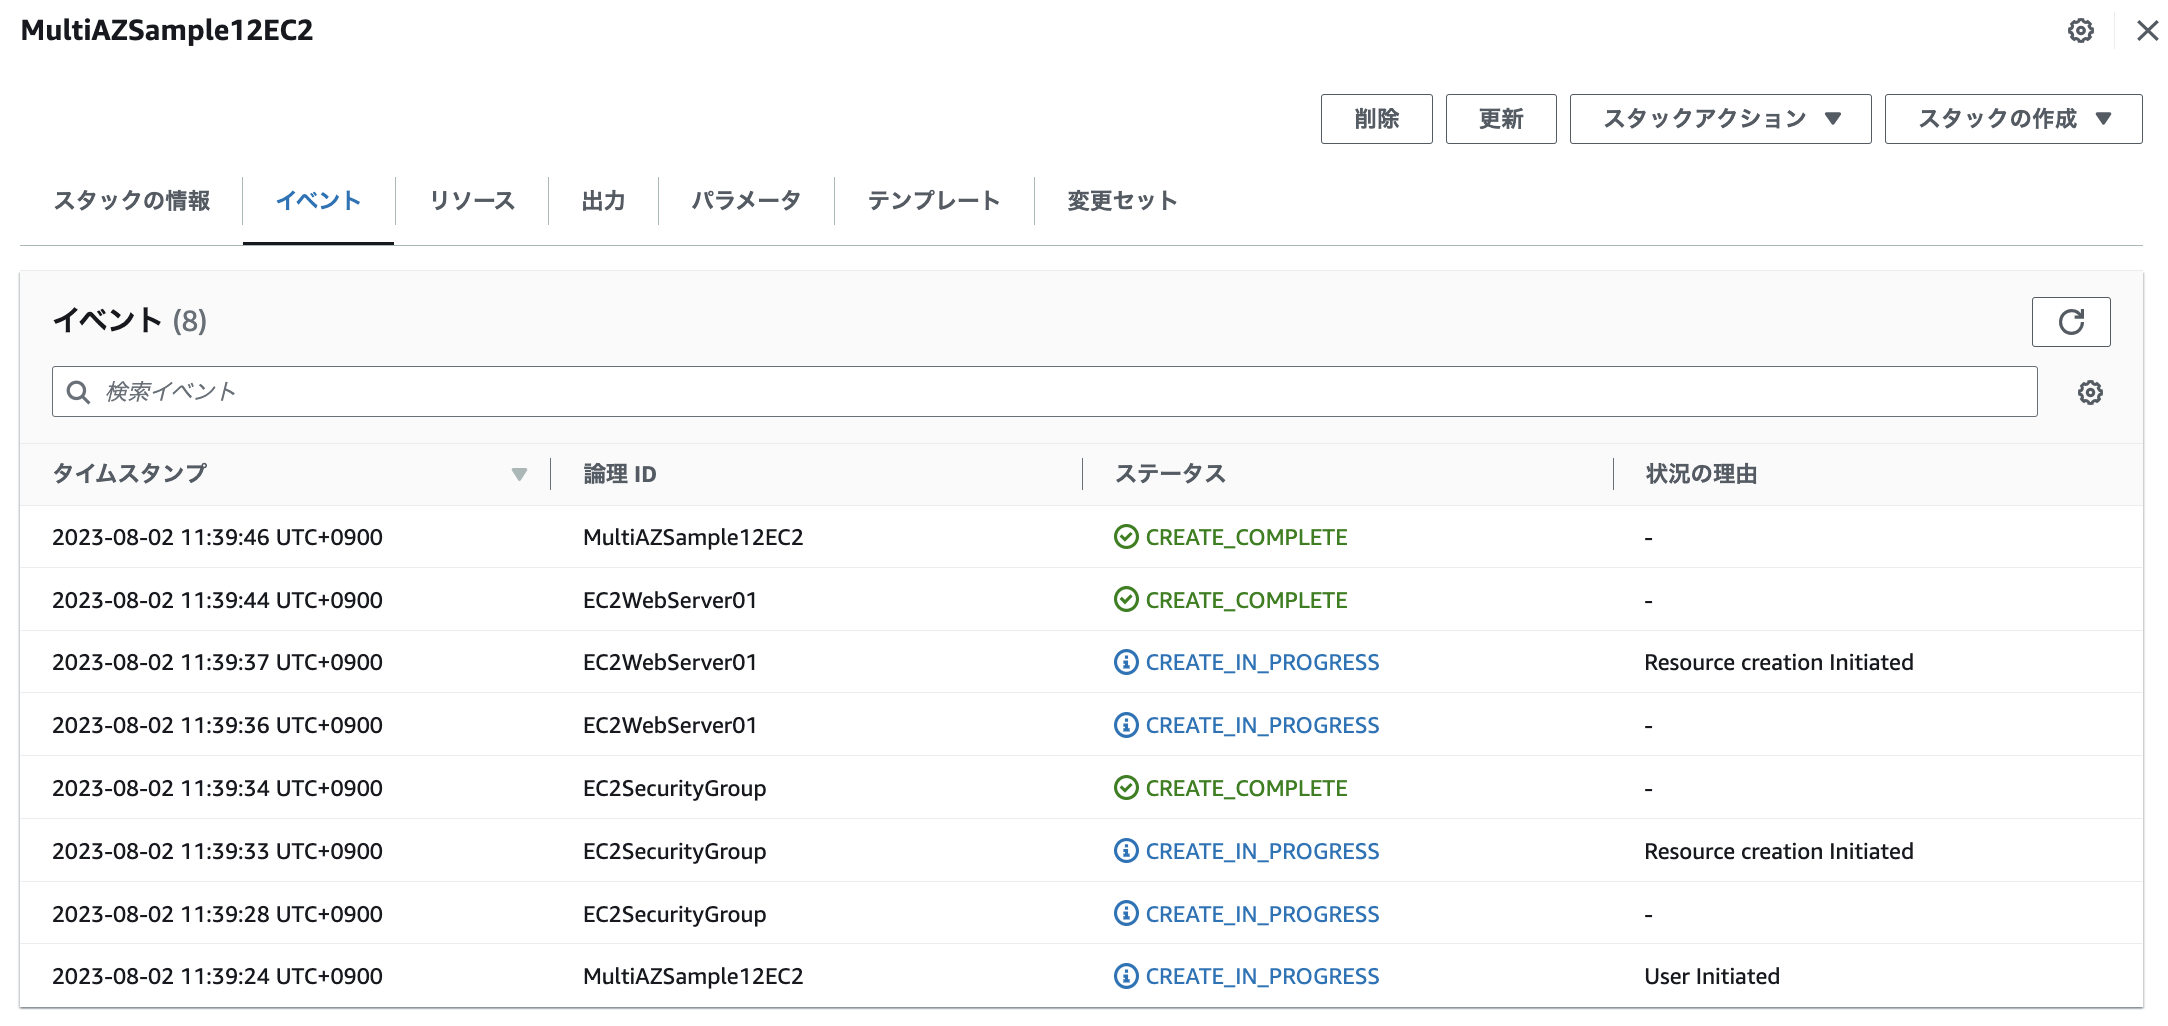 MultiAZSample12EC2
削除 更新 スタックアクション ▼ スタックの作成 ▼
スタックの情報 イベント リソース 出力 パラメータ テンプレート 変更セット
イベント (8)
検索イベント
タイムスタンプ ▼ 論理 ID ステータス 状況の理由
2023-08-02 11:39:46 UTC+0900 MultiAZSample12EC2 CREATE_COMPLETE -
2023-08-02 11:39:44 UTC+0900 EC2WebServer01 CREATE_COMPLETE -
2023-08-02 11:39:37 UTC+0900 EC2WebServer01 CREATE_IN_PROGRESS Resource creation Initiated
2023-08-02 11:39:36 UTC+0900 EC2WebServer01 CREATE_IN_PROGRESS -
2023-08-02 11:39:34 UTC+0900 EC2SecurityGroup CREATE_COMPLETE -
2023-08-02 11:39:33 UTC+0900 EC2SecurityGroup CREATE_IN_PROGRESS Resource creation Initiated
2023-08-02 11:39:28 UTC+0900 EC2SecurityGroup CREATE_IN_PROGRESS -
2023-08-02 11:39:24 UTC+0900 MultiAZSample12EC2 CREATE_IN_PROGRESS User Initiated